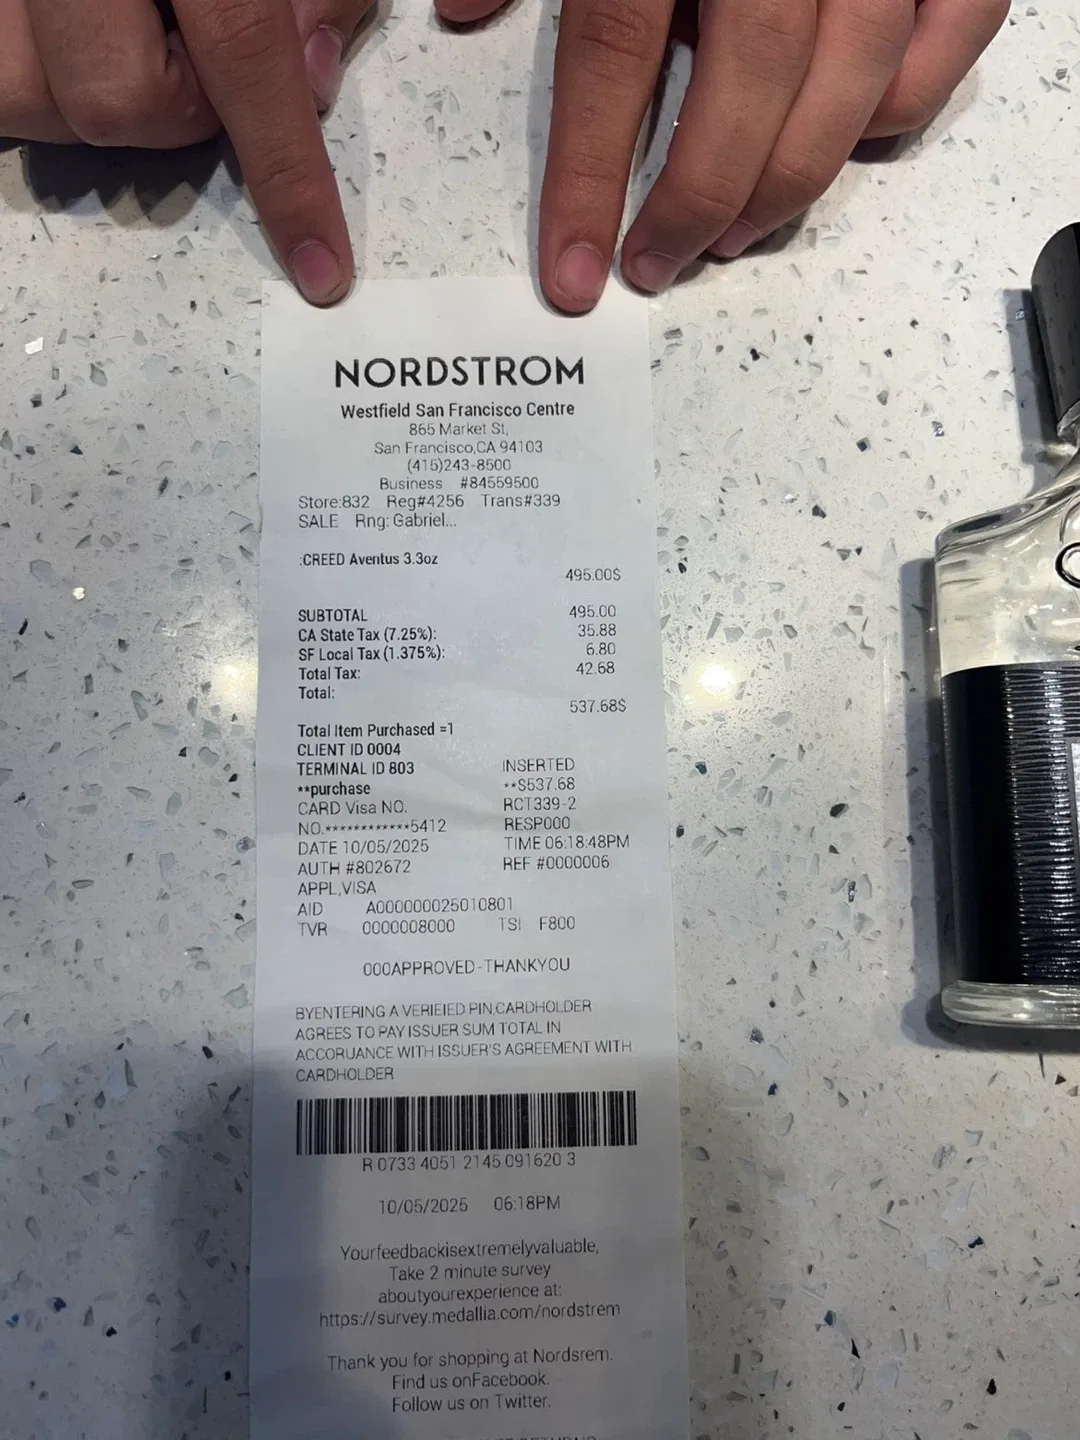 NORDSTROM
Westfield San Francisco Centre
865 Market St,
San Francisco,CA 94103
(415)243-8500
Business #84559500
Store:832 Reg#4256 Trans#339
SALE Rng: Gabriel...
:CREED Aventus 3.3oz
495.00$
SUBTOTAL 495.00
CA State Tax (7.25%): 35.88
SF Local Tax (1.375%): 6.80
Total Tax: 42.68
Total:
537.68$
Total Item Purchased =1
CLIENT ID 0004
TERMINAL ID 803 INSERTED
**purchase **$537.68
CARD Visa NO. RCT339-2
NO.************5412 RESP000
DATE 10/05/2025 TIME 06:18:48PM
AUTH #802672 REF #0000006
APPL,VISA
AID A000000025010801
TVR 0000008000 TSI F800
000APPROVED-THANKYOU
BYENTERING A VERIEIED PIN,CARDHOLDER
AGREES TO PAY ISSUER SUM TOTAL IN
ACCORUANCE WITH ISSUER'S AGREEMENT WITH
CARDHOLDER
R 0733 4051 2145 091620 3
10/05/2025 06:18PM
Yourfeedbackisextremelyvaluable,
Take 2 minute survey
aboutyourexperience at:
https://survey.medallia.com/nordstrem
Thank you for shopping at Nordsrem.
Find us onFacebook.
Follow us on Twitter.